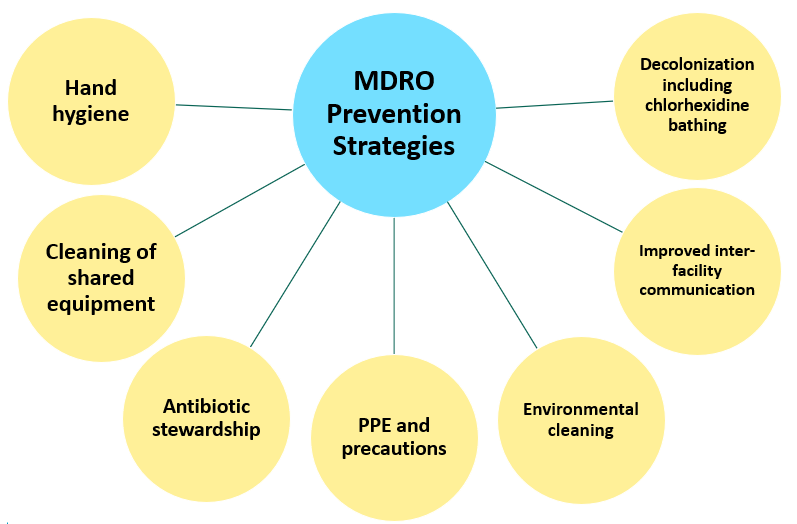 MDRO
Prevention
Strategies
Hand
hygiene
Cleaning of
shared
equipment
Antibiotic
stewardship
PPE and
precautions
Environmental
cleaning
Improved inter-
facility
communication
Decolonization
including
chlorhexidine
bathing